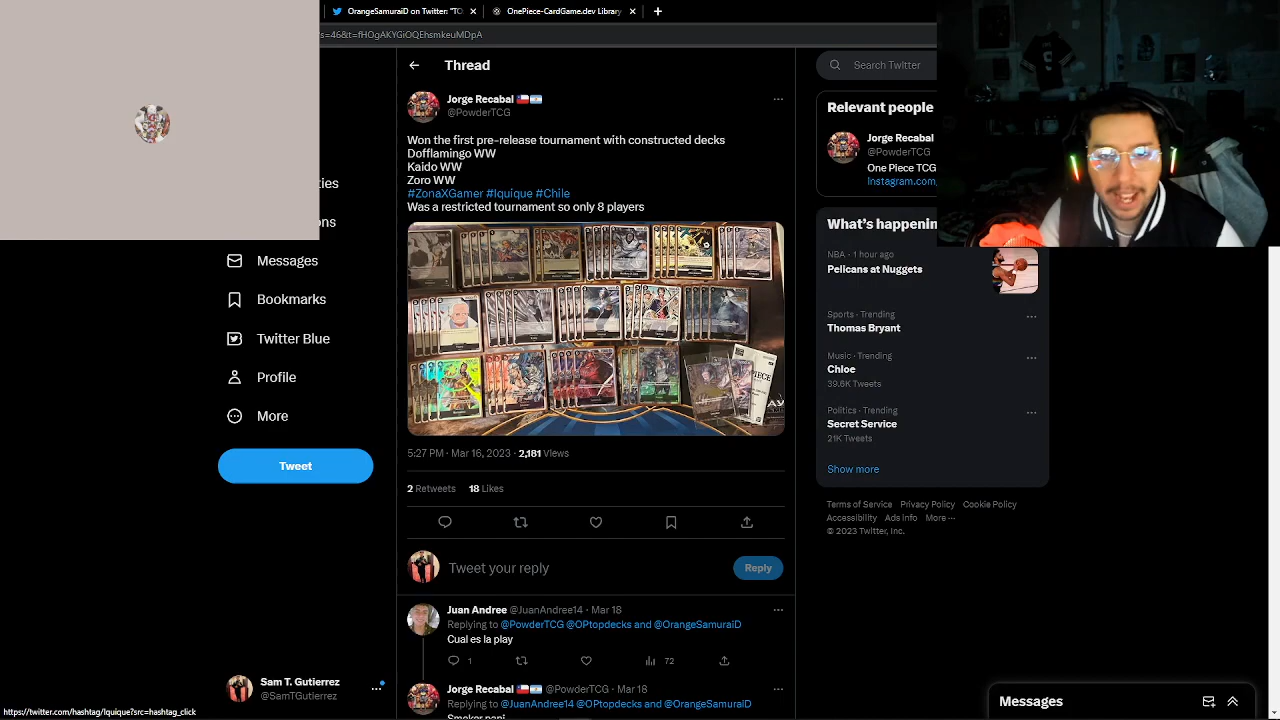 OrangeSamuraiD on Twitter: "TO
OnePiece-CardGame.dev Library
s=46&t=fHOgAKYGiOQEhsmkeuMDpA
Thread
Search Twitter
Jorge Recabal
@PowderTCG
Won the first pre-release tournament with constructed decks
Dofflamingo WW
Kaido WW
Zoro WW
#ZonaXGamer #Iquique #Chile
Was a restricted tournament so only 8 players
5:27 PM · Mar 16, 2023 · 2,181 Views
2 Retweets 18 Likes
Tweet your reply
Reply
Juan Andree @JuanAndree14 · Mar 18
Replying to @PowderTCG @OPtopdecks and @OrangeSamuraiD
Cual es la play
1
72
Jorge Recabal @PowderTCG · Mar 18
Replying to @JuanAndree14 @OPtopdecks and @OrangeSamuraiD
Smoker papi
ties
ons
Messages
Bookmarks
Twitter Blue
Profile
More
Tweet
Sam T. Gutierrez
@SamTGutierrez
https://twitter.com/hashtag/Iquique?src=hashtag_click
Relevant people
Jorge Recabal
@PowderTCG
One Piece TCG
Instagram.com
What's happenin
NBA · 1 hour ago
Pelicans at Nuggets
Sports · Trending
Thomas Bryant
Music · Trending
Chloe
39.6K Tweets
Politics · Trending
Secret Service
21K Tweets
Show more
Terms of Service Privacy Policy Cookie Policy
Accessibility Ads info More ···
© 2023 Twitter, Inc.
Messages